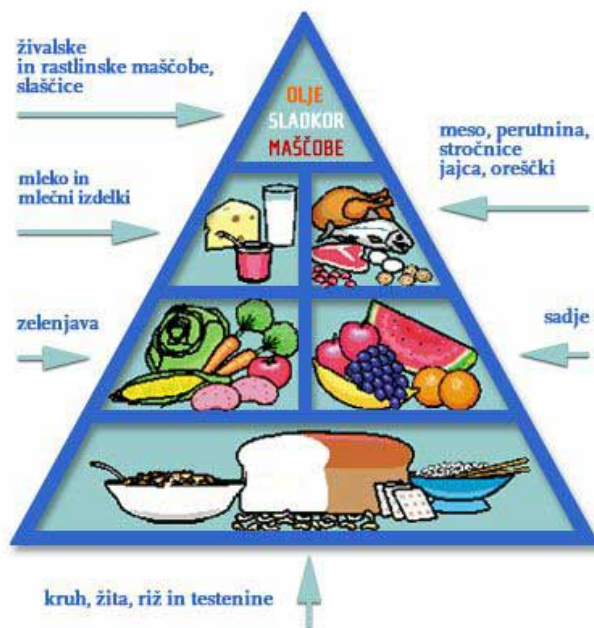 živalske
in rastlinske maščobe,
slaščice
OLJE
SLADKOR
MAŠČOBE
meso, perutnina,
stročnice
jajca, oreščki
mleko in
mlečni izdelki
zelenjava
sadje
kruh, žita, riž in testenine